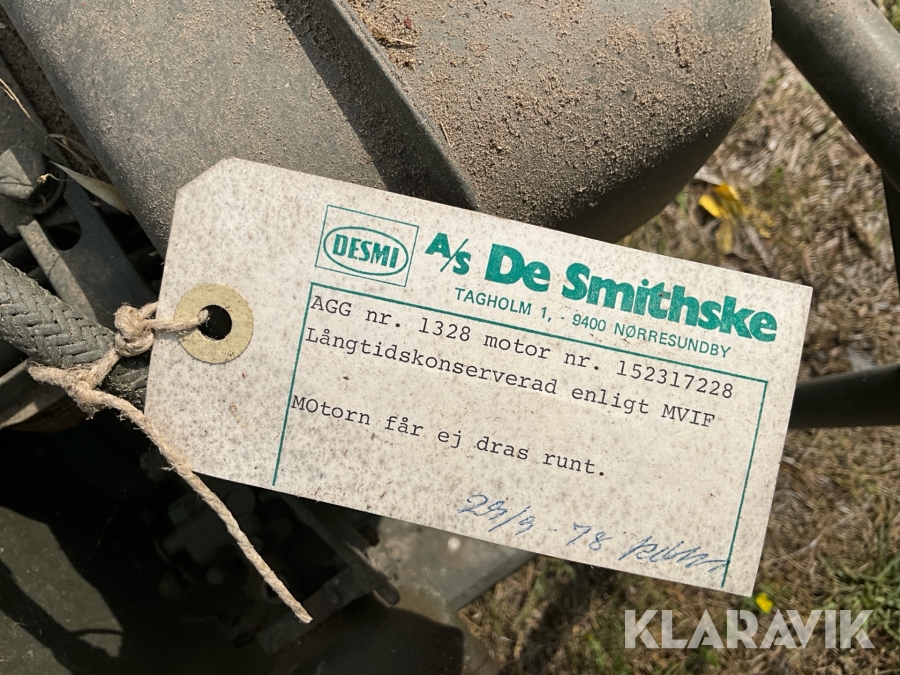 DESMI
A/s De Smithske
TAGHOLM 1, - 9400 NØRRESUNDBY
AGG nr. 1328 motor nr. 152317228
Långtidskonserverad enligt MVIF
MOtorn får ej dras runt.
29/9 - 78
KLARAVIK